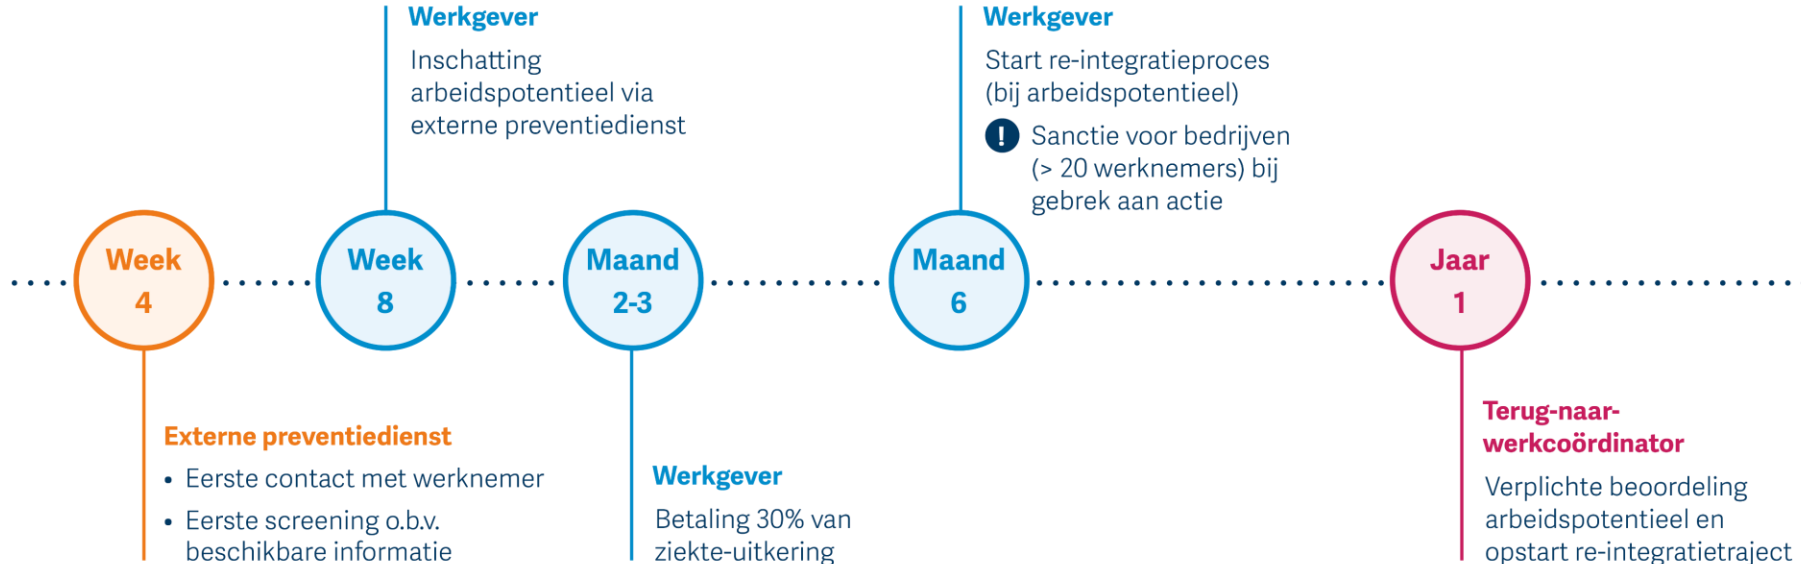 Werkgever
Inschatting
arbeidspotentieel via
externe preventiedienst
Werkgever
Start re-integratieproces
(bij arbeidspotentieel)
! Sanctie voor bedrijven
(> 20 werknemers) bij
gebrek aan actie
Week
4
Week
8
Maand
2-3
Maand
6
Jaar
1
Externe preventiedienst
• Eerste contact met werknemer
• Eerste screening o.b.v.
beschikbare informatie
Werkgever
Betaling 30% van
ziekte-uitkering
Terug-naar-
werkcoördinator
Verplichte beoordeling
arbeidspotentieel en
opstart re-integratietraject